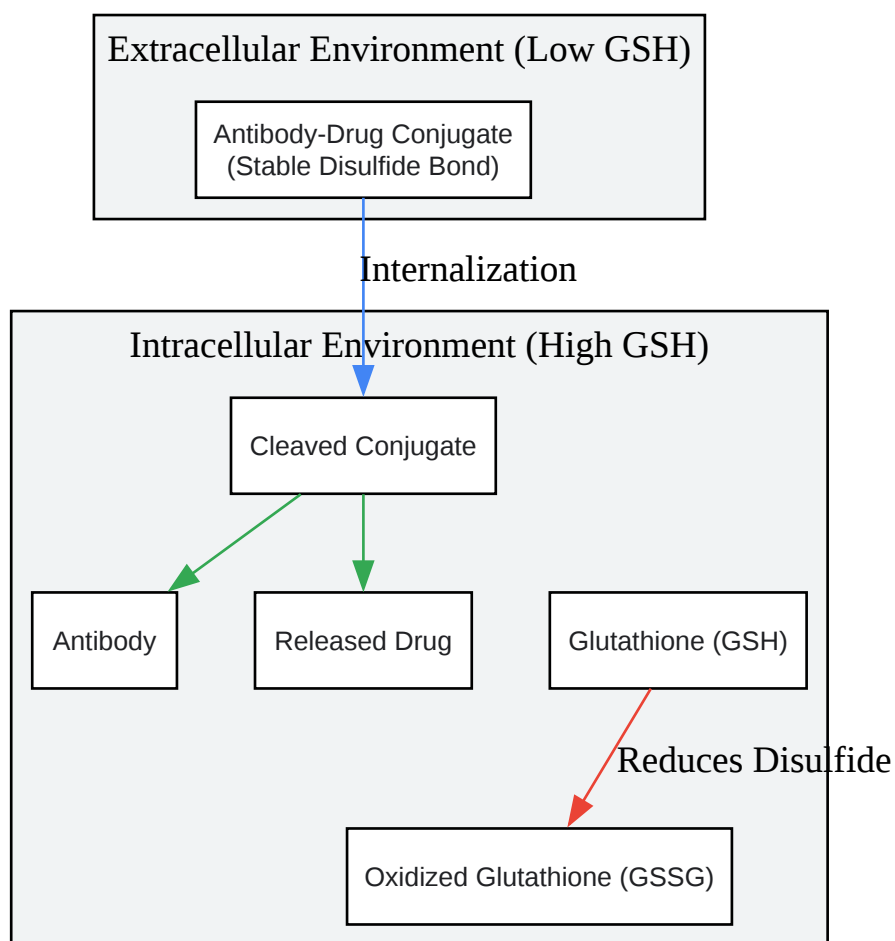 Extracellular Environment (Low GSH)
Antibody-Drug Conjugate
(Stable Disulfide Bond)
Internalization
Intracellular Environment (High GSH)
Cleaved Conjugate
Antibody
Released Drug
Glutathione (GSH)
Reduces Disulfide
Oxidized Glutathione (GSSG)